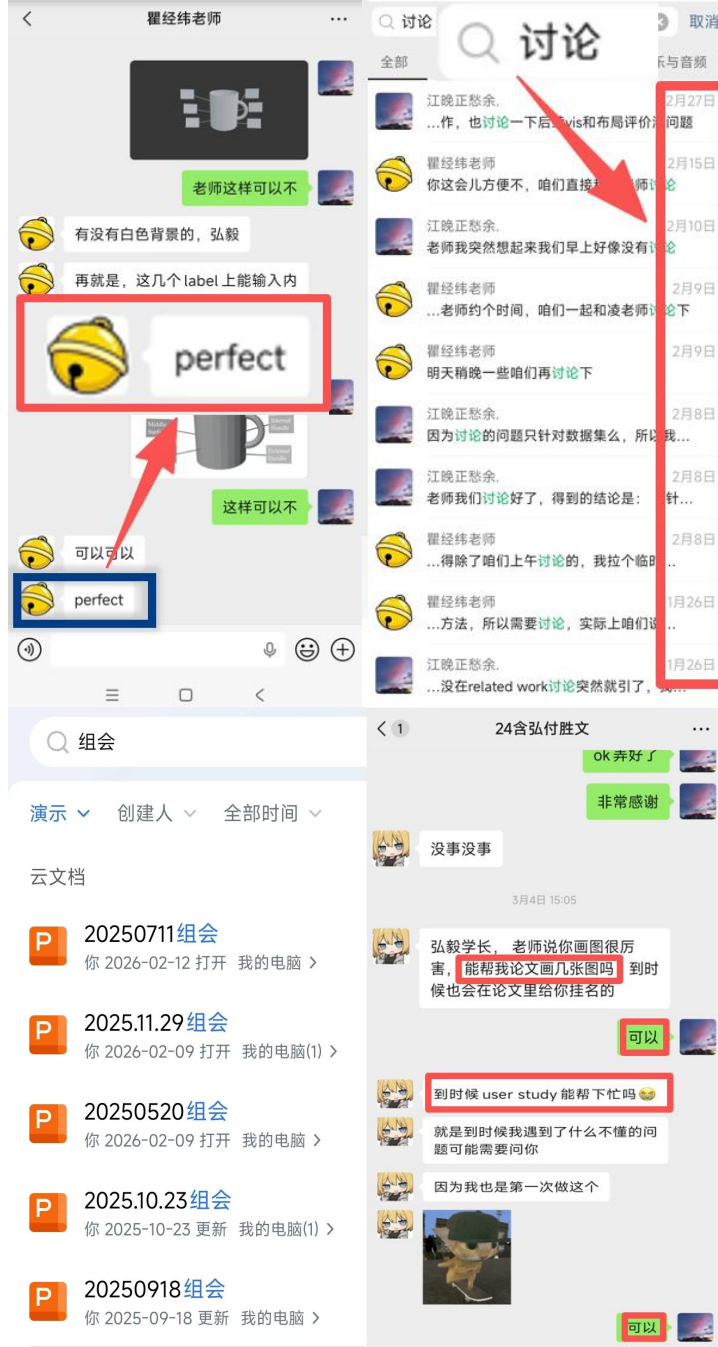 瞿经纬老师
老师这样可以不
有没有白色背景的，弘毅
再就是，这几个label上能输入内
perfect
Middle
Internal
Handle
External
Handle
这样可以不
可以可以
perfect
讨论
取消
讨论
全部
乐与音频
江晚正愁余.
2月27日
...作，也讨论一下后
vis和布局评价
问题
瞿经纬老师
2月15日
你这会儿方便不，咱们直接
师讨论
江晚正愁余.
2月10日
老师我突然想起来我们早上好像没有讨论
瞿经纬老师
2月9日
...老师约个时间，咱们一起和凌老师讨论下
瞿经纬老师
2月9日
明天稍晚一些咱们再讨论下
江晚正愁余.
2月8日
因为讨论的问题只针对数据集么，所以我...
江晚正愁余.
2月8日
老师我们讨论好了，得到的结论是：
针...
瞿经纬老师
2月8日
...得除了咱们上午讨论的，我拉个临时...
瞿经纬老师
1月26日
...方法，所以需要讨论，实际上咱们说...
江晚正愁余.
1月26日
...没在related work讨论突然就引了，我...
组会
演示
创建人
全部时间
云文档
20250711组会
你 2026-02-12 打开 我的电脑 >
2025.11.29组会
你 2026-02-09 打开 我的电脑(1) >
20250520组会
你 2026-02-09 打开 我的电脑 >
2025.10.23组会
你 2025-10-23 更新 我的电脑(1) >
20250918组会
你 2025-09-18 更新 我的电脑 >
1
24含弘付胜文
ok 弄好了
非常感谢
没事没事
3月4日 15:05
弘毅学长， 老师说你画图很厉
害，能帮我论文画几张图吗 到时
候也会在论文里给你挂名的
可以
到时候 user study 能帮下忙吗😭
就是到时候我遇到了什么不懂的问
题可能需要问你
因为我也是第一次做这个
可以